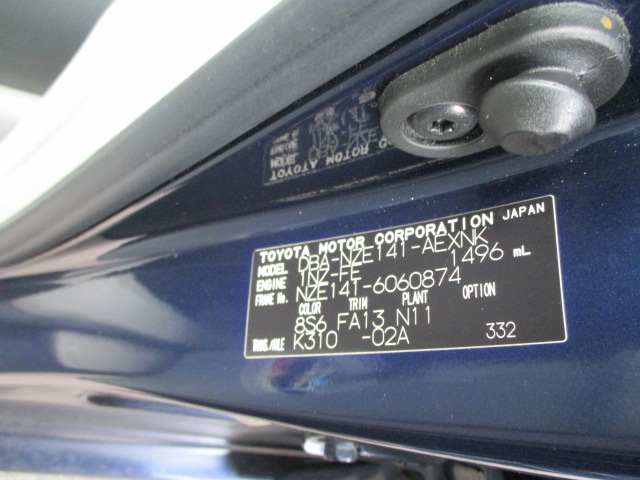 TOYOTA MOTOR CORPORATION JAPAN
MODEL DBA-NZE141-AEXNK
ENGINE 1NZ-FE 1496 mL
FRAME No. NZE141-6060874
COLOR TRIM PLANT OPTION
8S6 FA13 N11
TRANS./AXLE K310 -02A 332